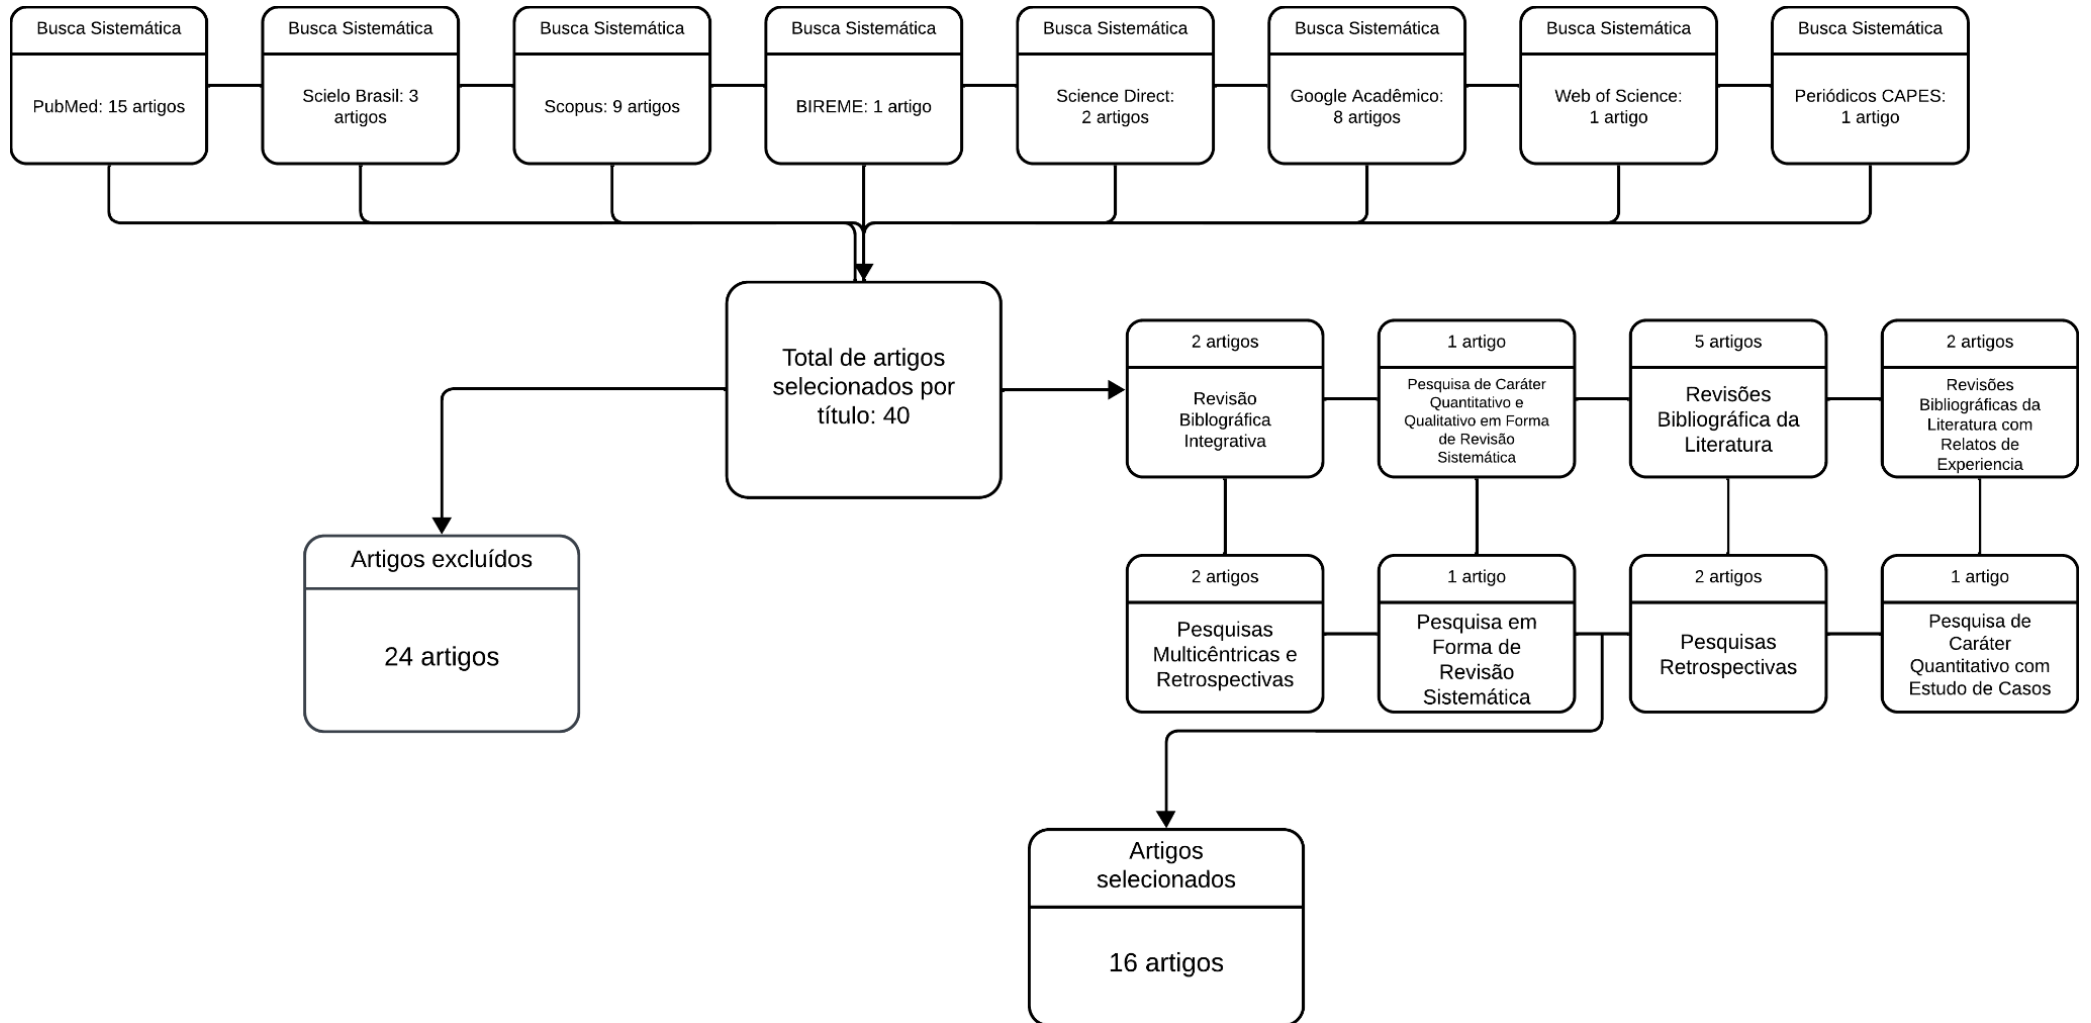 Busca Sistemática
PubMed: 15 artigos
Busca Sistemática
Scielo Brasil: 3
artigos
Busca Sistemática
Scopus: 9 artigos
Busca Sistemática
BIREME: 1 artigo
Busca Sistemática
Science Direct:
2 artigos
Busca Sistemática
Google Acadêmico:
8 artigos
Busca Sistemática
Web of Science:
1 artigo
Busca Sistemática
Periódicos CAPES:
1 artigo
Total de artigos
selecionados por
título: 40
2 artigos
Revisão
Biblográfica
Integrativa
1 artigo
Pesquisa de Caráter
Quantitativo e
Qualitativo em Forma
de Revisão
Sistemática
5 artigos
Revisões
Bibliográfica da
Literatura
2 artigos
Revisões
Bibliográficas da
Literatura com
Relatos de
Experiencia
Artigos excluídos
24 artigos
2 artigos
Pesquisas
Multicêntricas e
Retrospectivas
1 artigo
Pesquisa em
Forma de
Revisão
Sistemática
2 artigos
Pesquisas
Retrospectivas
1 artigo
Pesquisa de
Caráter
Quantitativo com
Estudo de Casos
Artigos
selecionados
16 artigos